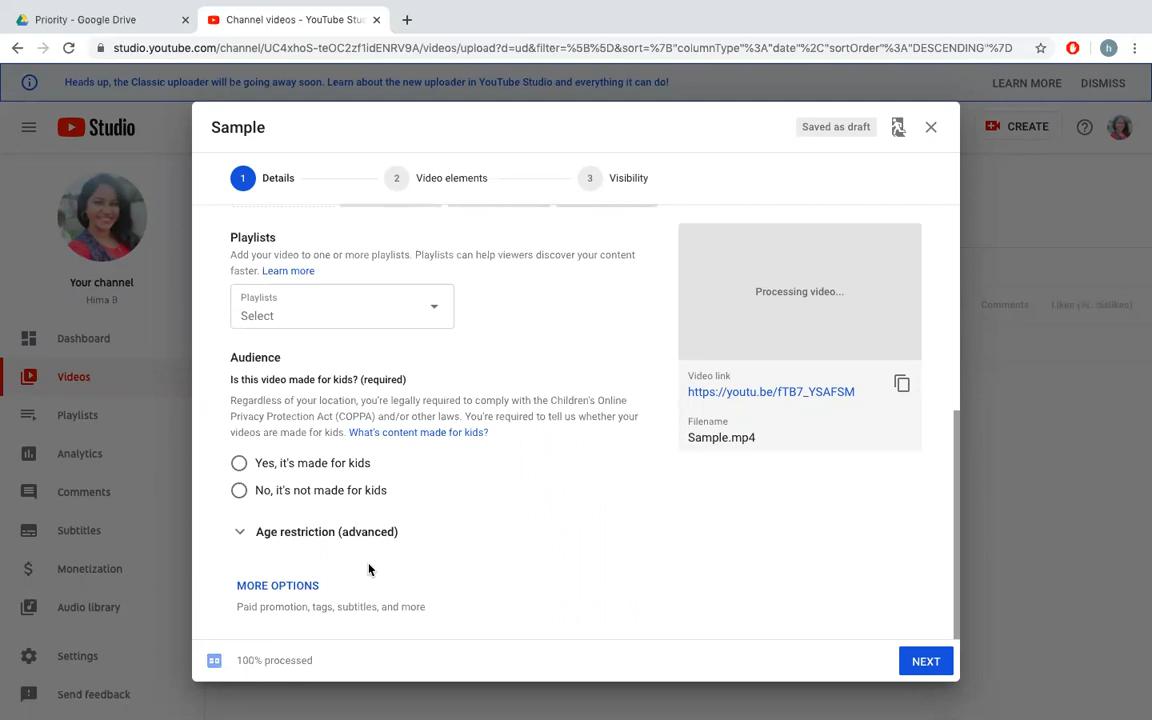 Priority - Google Drive
Channel videos - YouTube Stu
studio.youtube.com/channel/UC4xhoS-teOC2zf1idENRV9A/videos/upload?d=ud&filter=%5B%5D&sort=%7B"columnType"%3A"date"%2C"sortOrder"%3A"DESCENDING"%7D
h
Heads up, the Classic uploader will be going away soon. Learn about the new uploader in YouTube Studio and everything it can do!
LEARN MORE
DISMISS
Studio
CREATE
Your channel
Hima B
Dashboard
Videos
Playlists
Analytics
Comments
Subtitles
Monetization
Audio library
Settings
Send feedback
Comments
Sample
Saved as draft
1 Details
2 Video elements
3 Visibility
Playlists
Add your video to one or more playlists. Playlists can help viewers discover your content
faster. Learn more
Playlists
Select
Audience
Is this video made for kids? (required)
Regardless of your location, you're legally required to comply with the Children's Online
Privacy Protection Act (COPPA) and/or other laws. You're required to tell us whether your
videos are made for kids. What's content made for kids?
Yes, it's made for kids
No, it's not made for kids
Age restriction (advanced)
MORE OPTIONS
Paid promotion, tags, subtitles, and more
Processing video...
Video link
https://youtu.be/fTB7_YSAFSM
Filename
Sample.mp4
100% processed
NEXT